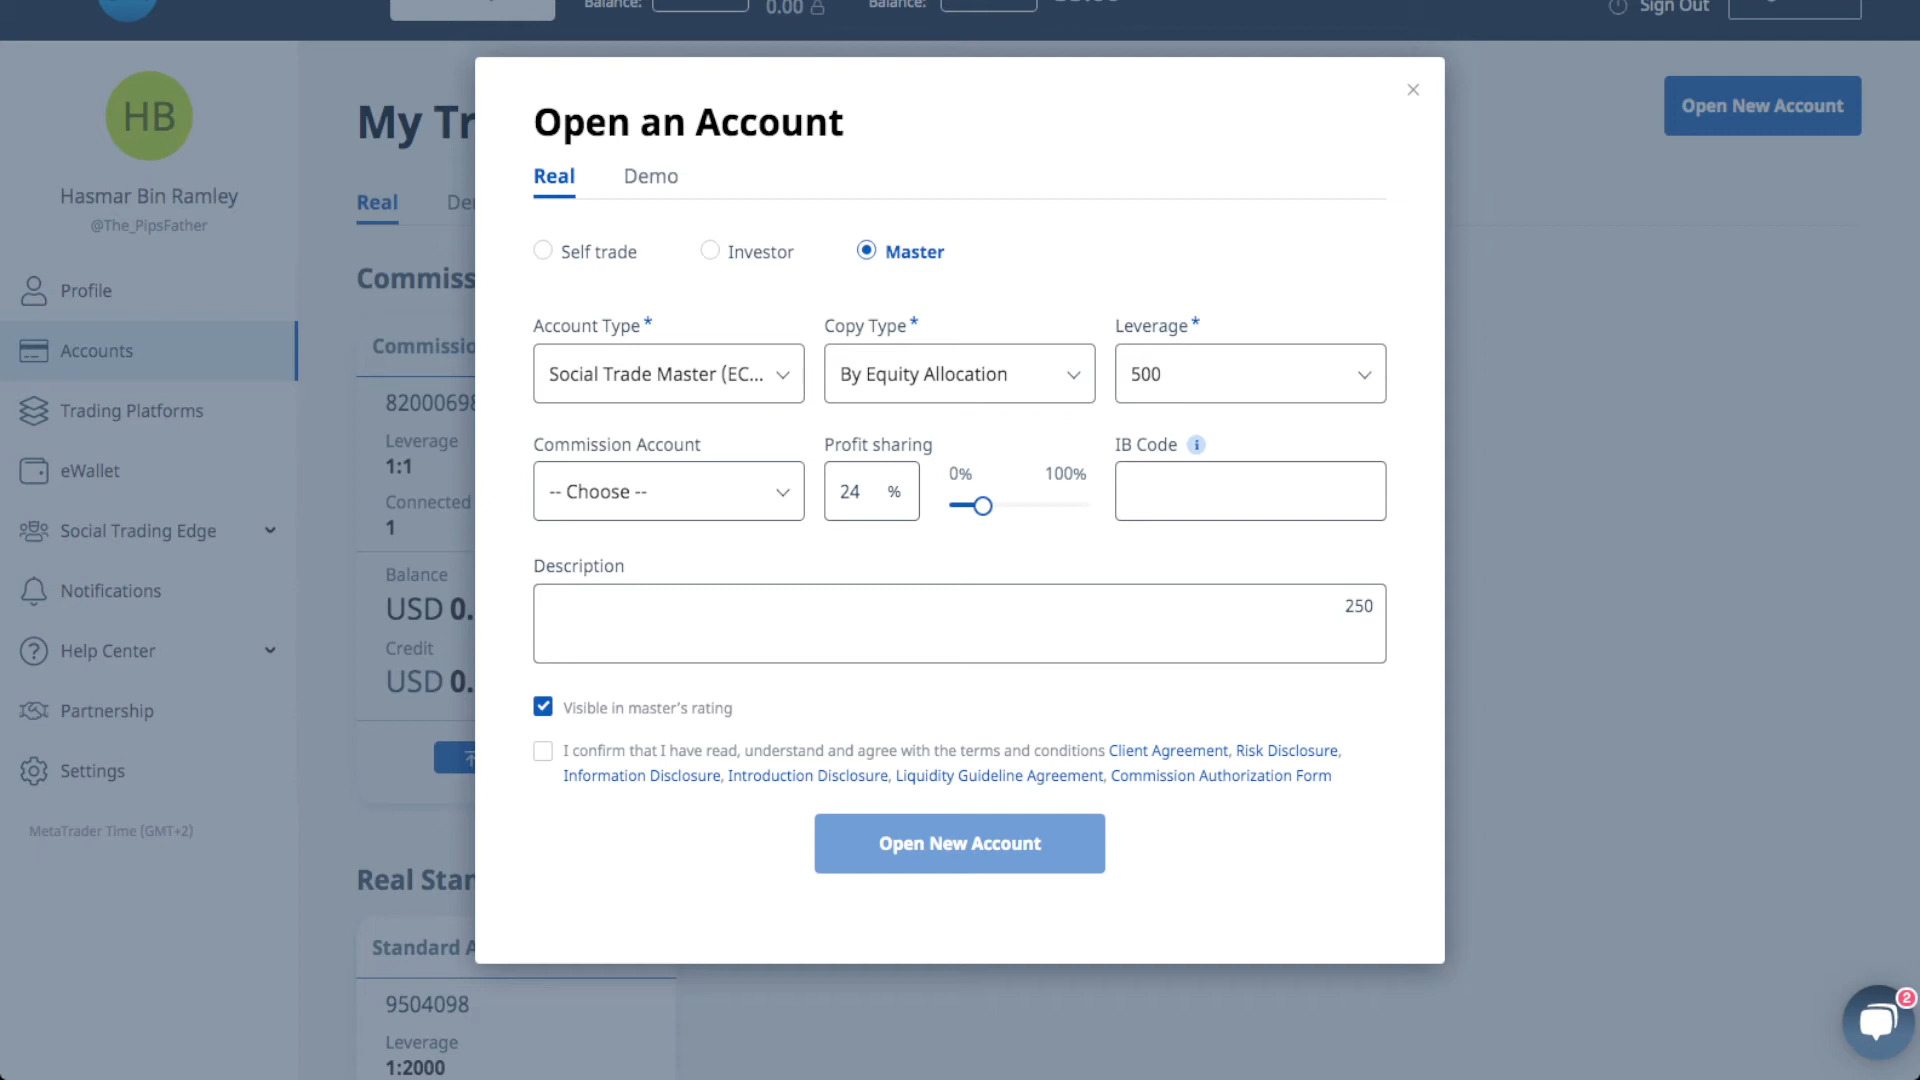 Balance:
0.00
Balance:
Sign Out
HB
Hasmar Bin Ramley
@The_PipsFather
Profile
Accounts
Trading Platforms
eWallet
Social Trading Edge
Notifications
Help Center
Partnership
Settings
MetaTrader Time (GMT+2)
My Tr
Open New Account
Real
Commiss
Commissio
8200069
Leverage
1:1
Connected
1
Balance
USD 0.
Credit
USD 0.
Real Star
Standard A
9504098
Leverage
1:2000
Open an Account
Real Demo
Self trade Investor Master
Account Type* Copy Type* Leverage*
Social Trade Master (EC... By Equity Allocation 500
Commission Account Profit sharing IB Code i
-- Choose -- 24 % 0% 100%
Description
250
Visible in master's rating
I confirm that I have read, understand and agree with the terms and conditions Client Agreement, Risk Disclosure,
Information Disclosure, Introduction Disclosure, Liquidity Guideline Agreement, Commission Authorization Form
Open New Account
2